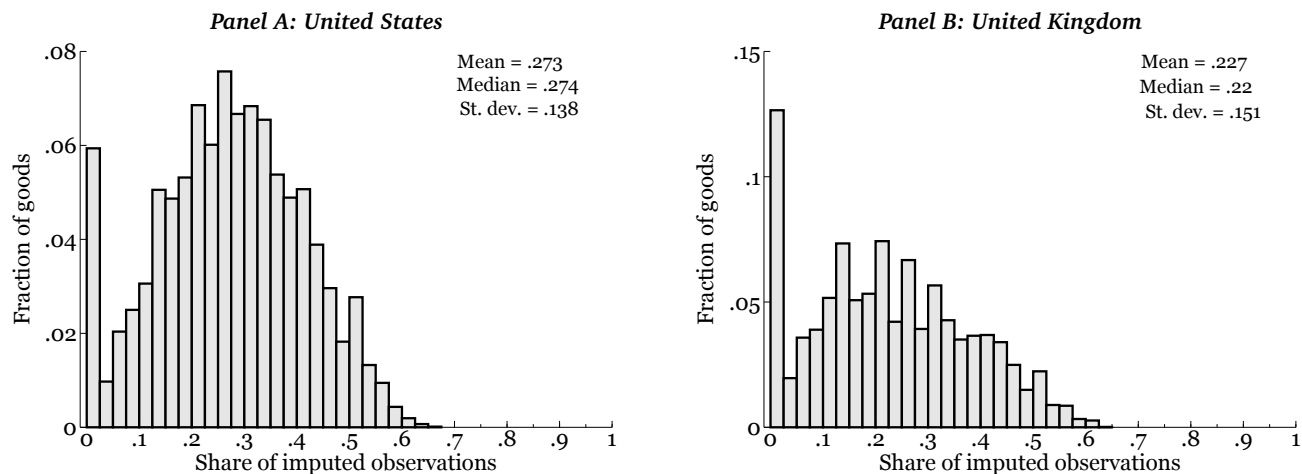 Panel A: United States
Mean = .273
Median = .274
St. dev. = .138
Fraction of goods
.08
.06
.04
.02
0
0 .1 .2 .3 .4 .5 .6 .7 .8 .9 1
Share of imputed observations
Panel B: United Kingdom
Mean = .227
Median = .22
St. dev. = .151
Fraction of goods
.15
.1
.05
0
0 .1 .2 .3 .4 .5 .6 .7 .8 .9 1
Share of imputed observations